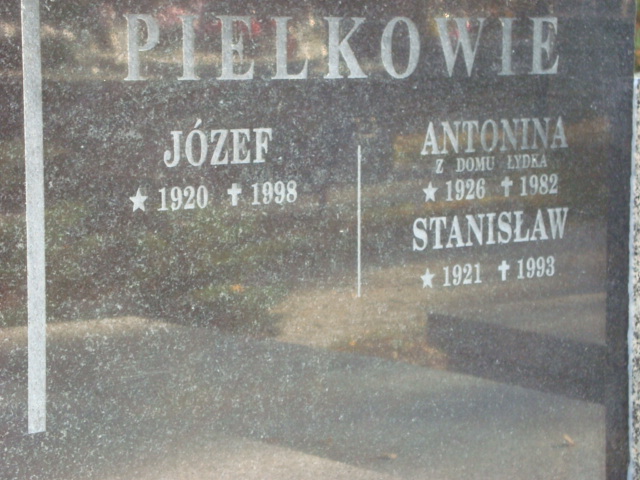 PIELKOWIE
JÓZEF
★ 1920 ✝ 1998
ANTONINA
Z DOMU ŁYDKA
★ 1926 ✝ 1982
STANISŁAW
★ 1921 ✝ 1993